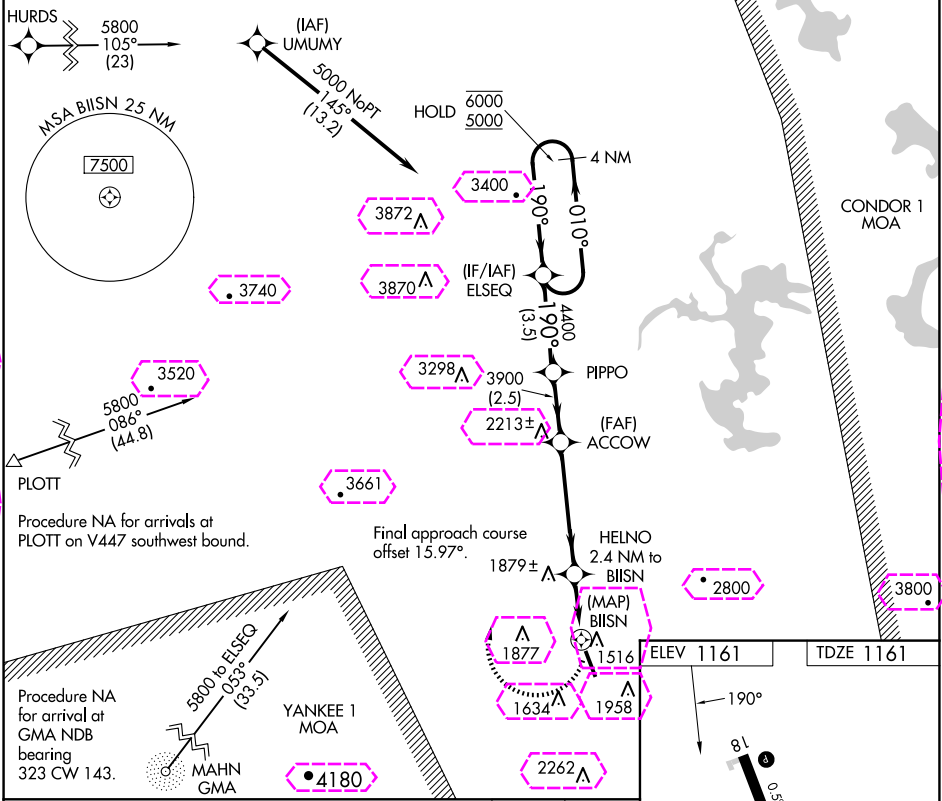 HURDS
5800
105°
(23)
(IAF)
UMUMY
5000 NoPT
145°
(13.2)
MSA BIISN 25 NM
7500
HOLD
6000
5000
4 NM
190°
010°
3400
3872
3870
3740
(IF/IAF)
ELSEQ
4400
190°
(3.5)
CONDOR 1
MOA
3520
5800
086°
(44.8)
PLOTT
3298
3900
(2.5)
PIPPO
2213±
(FAF)
ACCOW
3661
Procedure NA for arrivals at
PLOTT on V447 southwest bound.
Final approach course
offset 15.97°.
HELNO
2.4 NM to
BIISN
1879±
2800
3800
(MAP)
BIISN
1877
1516
1634
1958
2262
5800 to ELSEQ
053°
(33.5)
Procedure NA
for arrival at
GMA NDB
bearing
323 CW 143.
YANKEE 1
MOA
MAHN
GMA
4180
ELEV 1161
TDZE 1161
190°
18
P